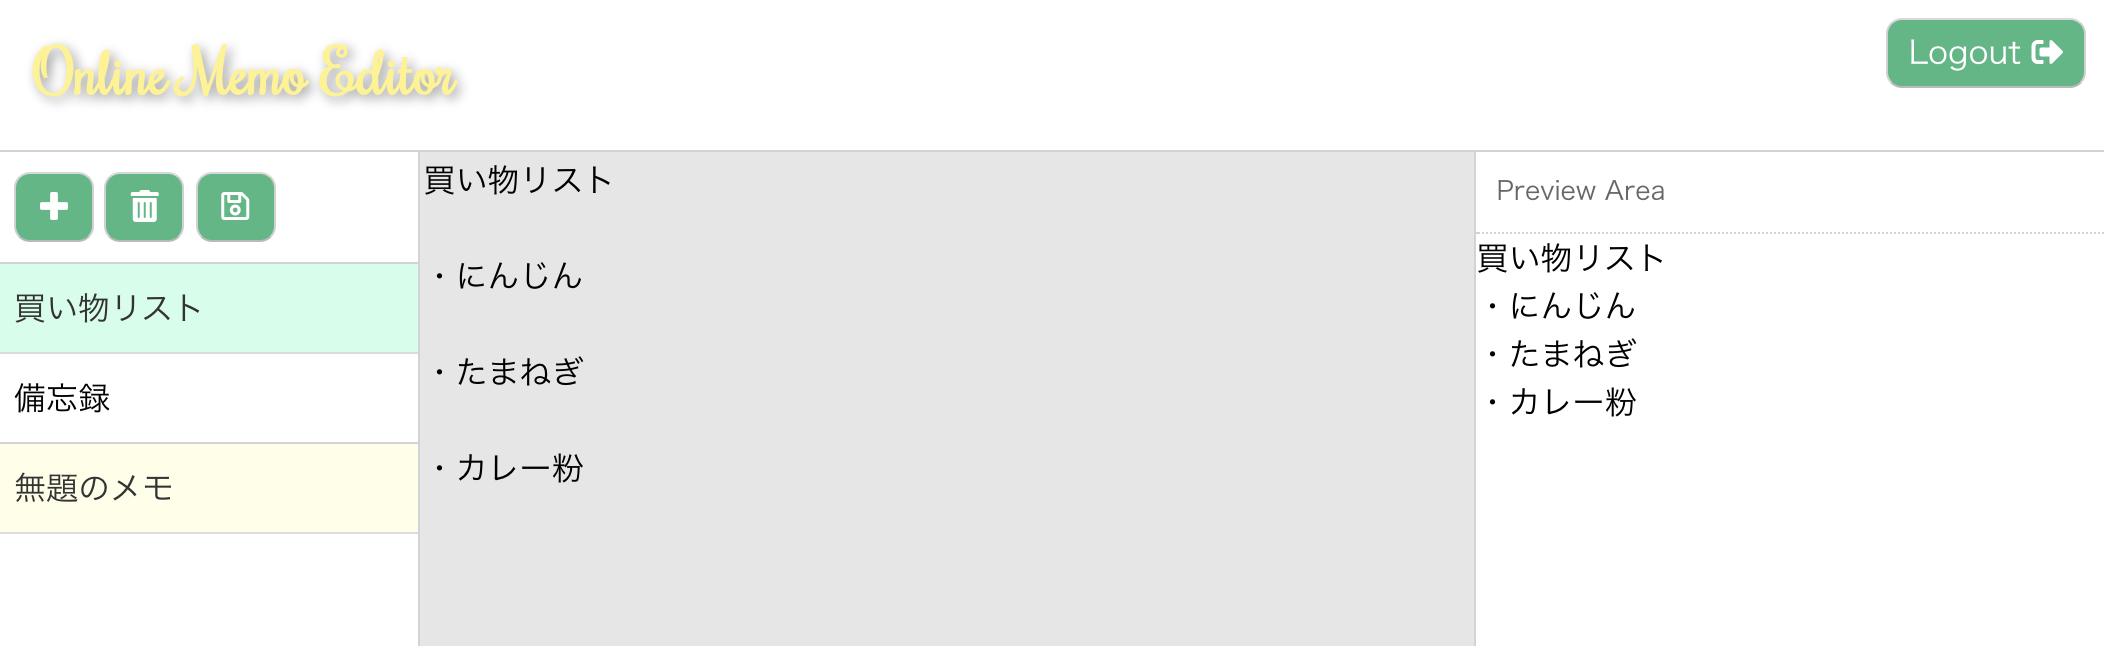 Online Memo Editor
Logout
買い物リスト
備忘録
無題のメモ
買い物リスト
・にんじん
・たまねぎ
・カレー粉
Preview Area
買い物リスト
・にんじん
・たまねぎ
・カレー粉